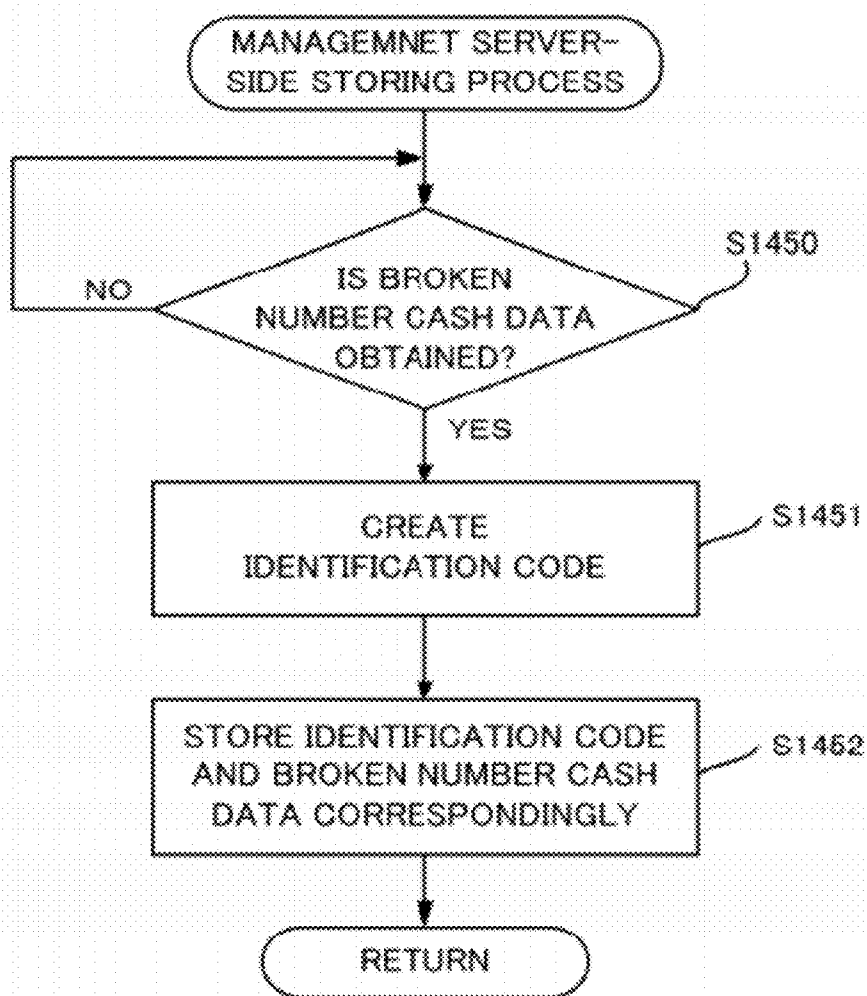 MANAGEMNET SERVER-
SIDE STORING PROCESS
S1450
IS BROKEN
NUMBER CASH DATA
OBTAINED?
NO
YES
S1451
CREATE
IDENTIFICATION CODE
S1452
STORE IDENTIFICATION CODE
AND BROKEN NUMBER CASH
DATA CORRESPONDINGLY
RETURN